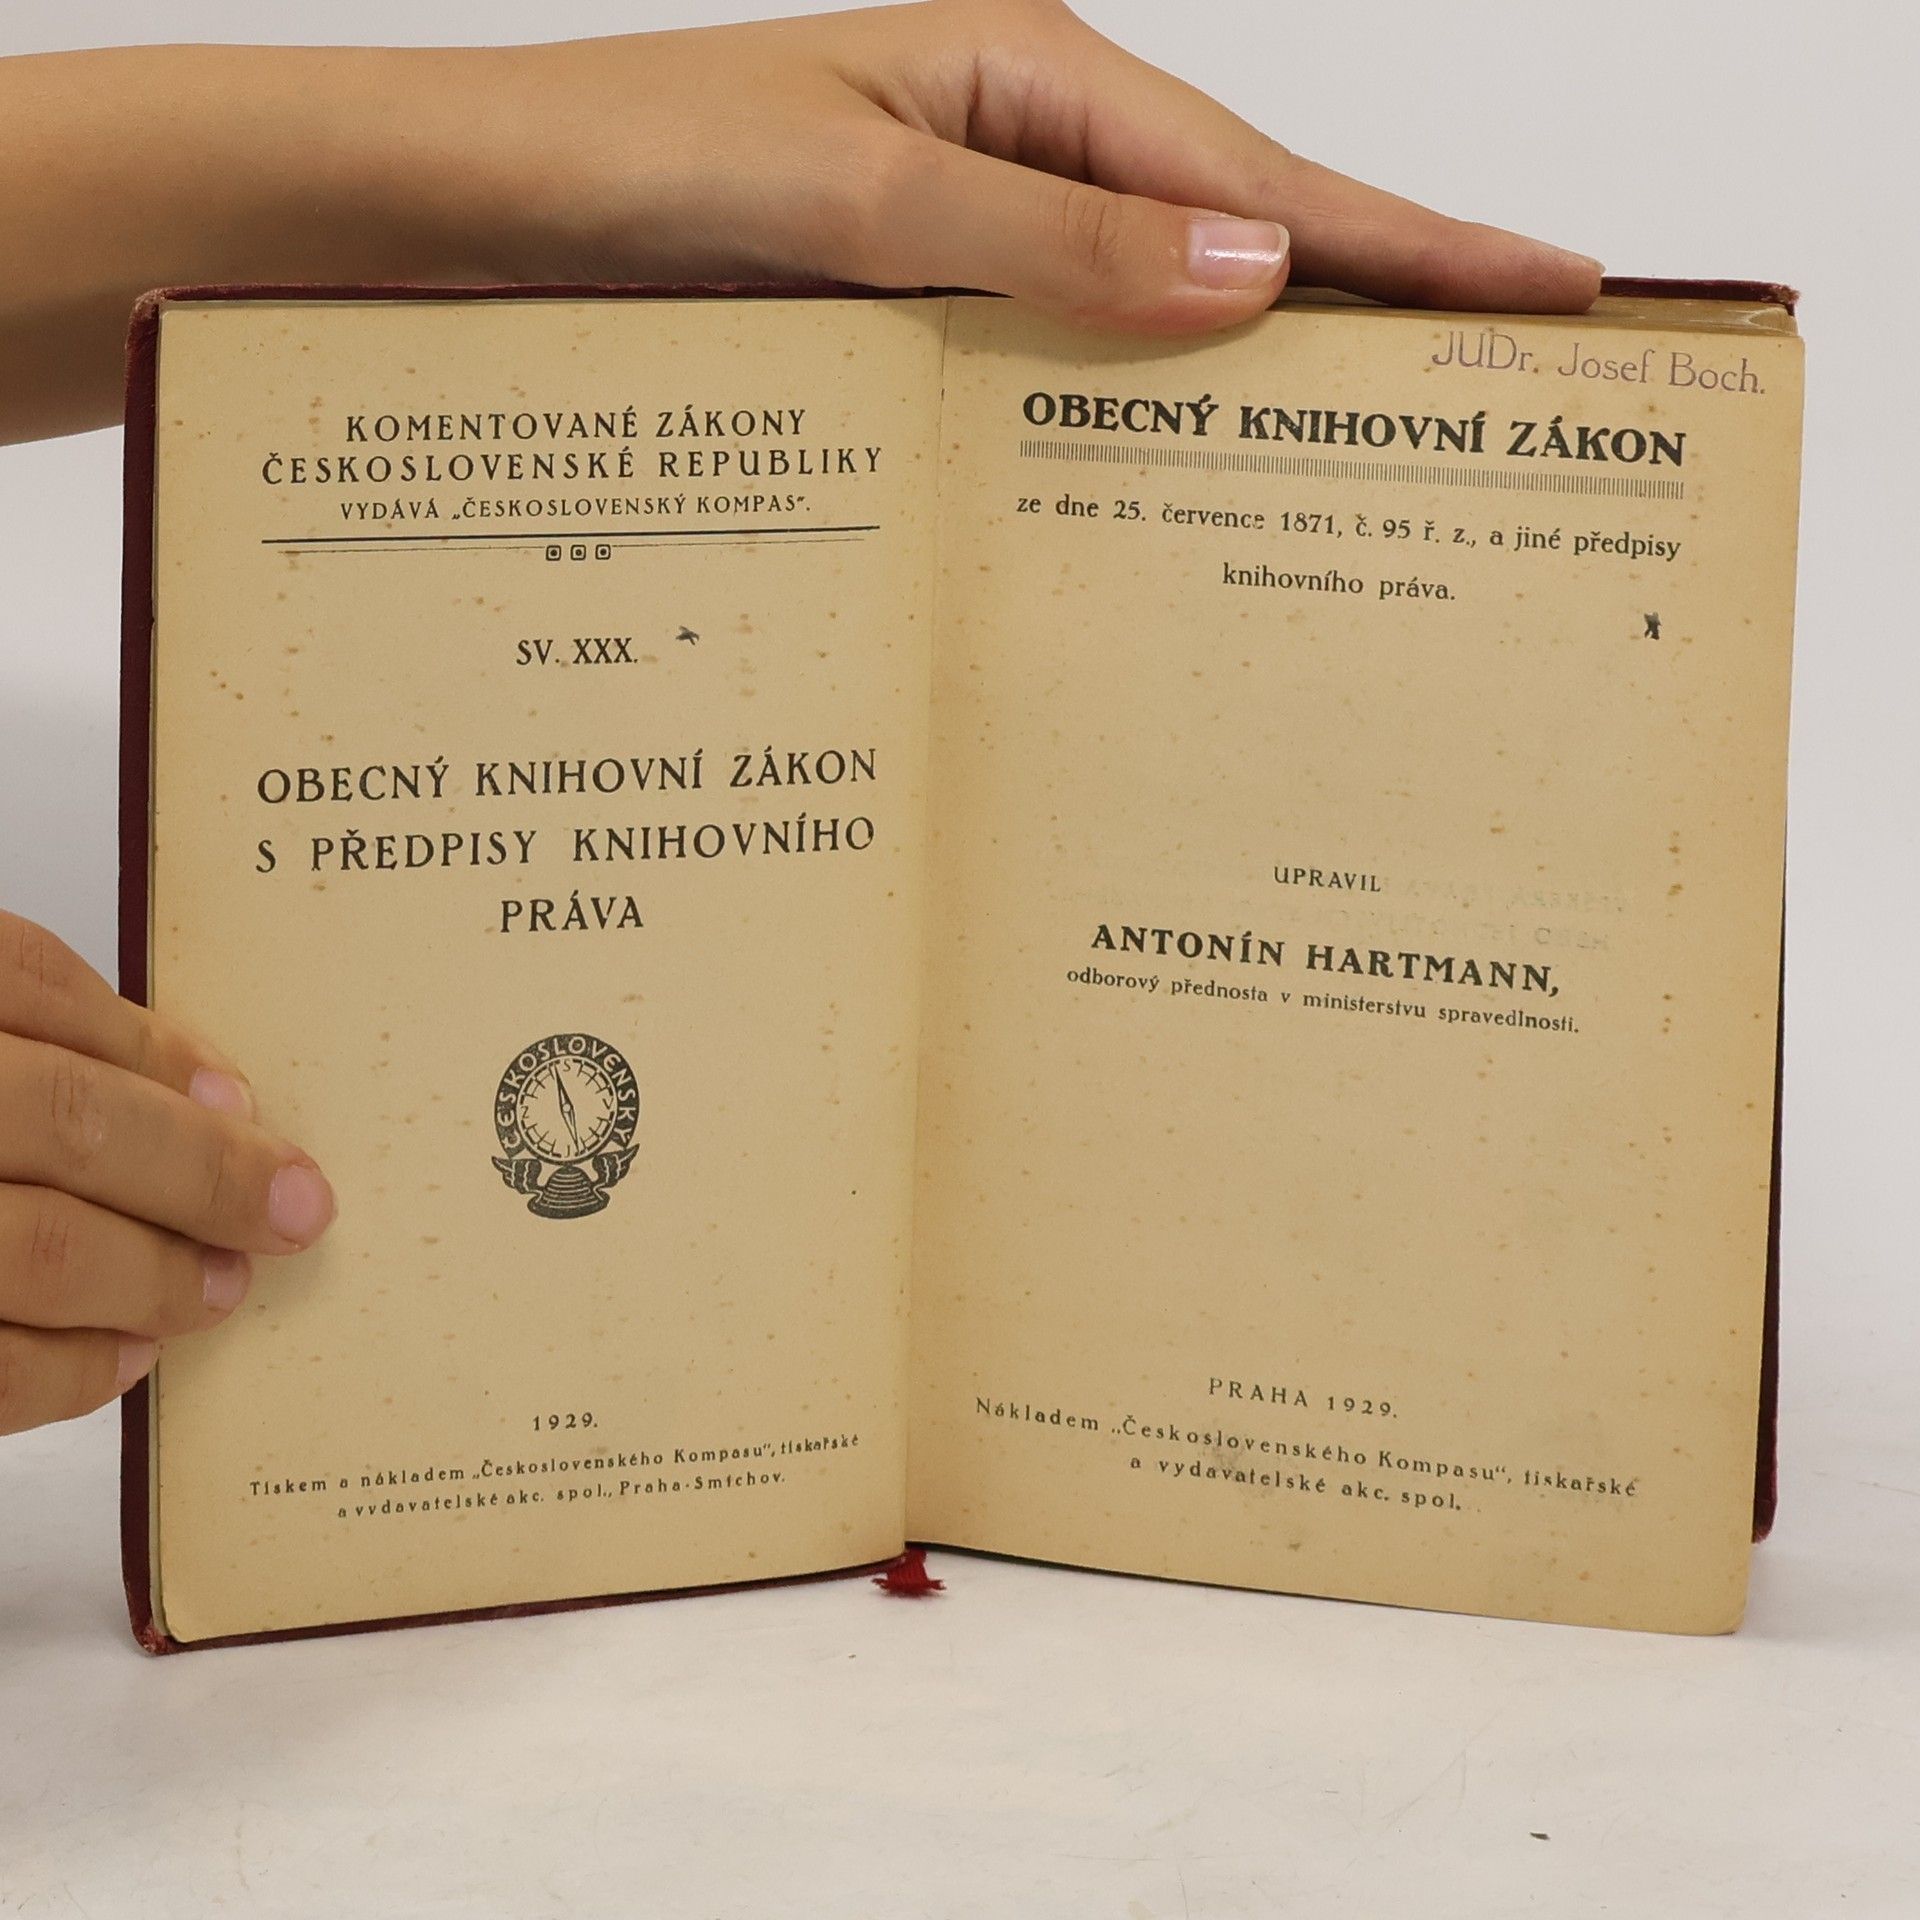 KOMENTOVANÉ ZÁKONY
ČESKOSLOVENSKÉ REPUBLIKY
VYDÁVÁ „ČESKOSLOVENSKÝ KOMPAS".
SV. XXX.
OBECNÝ KNIHOVNÍ ZÁKON
S PŘEDPISY KNIHOVNÍHO
PRÁVA
ČESKOSLOVENSKÝ
S
V
J
Z
1929.
Tiskem a nákladem „Československého Kompasu", tiskařské
a vydavatelské akc. spol., Praha-Smíchov.
JUDr. Josef Boch.
OBECNÝ KNIHOVNÍ ZÁKON
ze dne 25. července 1871, č. 95 ř. z., a jiné předpisy
knihovního práva.
UPRAVIL
ANTONÍN HARTMANN,
odborový přednosta v ministerstvu spravedlnosti.
PRAHA 1929.
Nákladem „Československého Kompasu", tiskařské
a vydavatelské akc. spol.